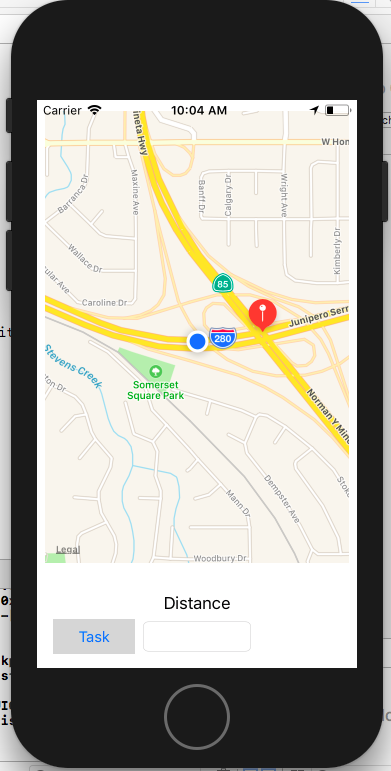 Carrier 10:04 AM
ineta Hwy
W Hon
Barranca Dr
Maxine Ave
Banff Dr
Calgary Dr
Wright Ave
Kimberly Dr
Wallace Dr
ular Ave
Caroline Dr
85
280
Junipero Serr
Stevens Creek
ton Dr
Somerset
Square Park
Norman Y Mine
Mann Dr
Dempster Ave
Stok
Legal
Woodbury Dr
Distance
Task